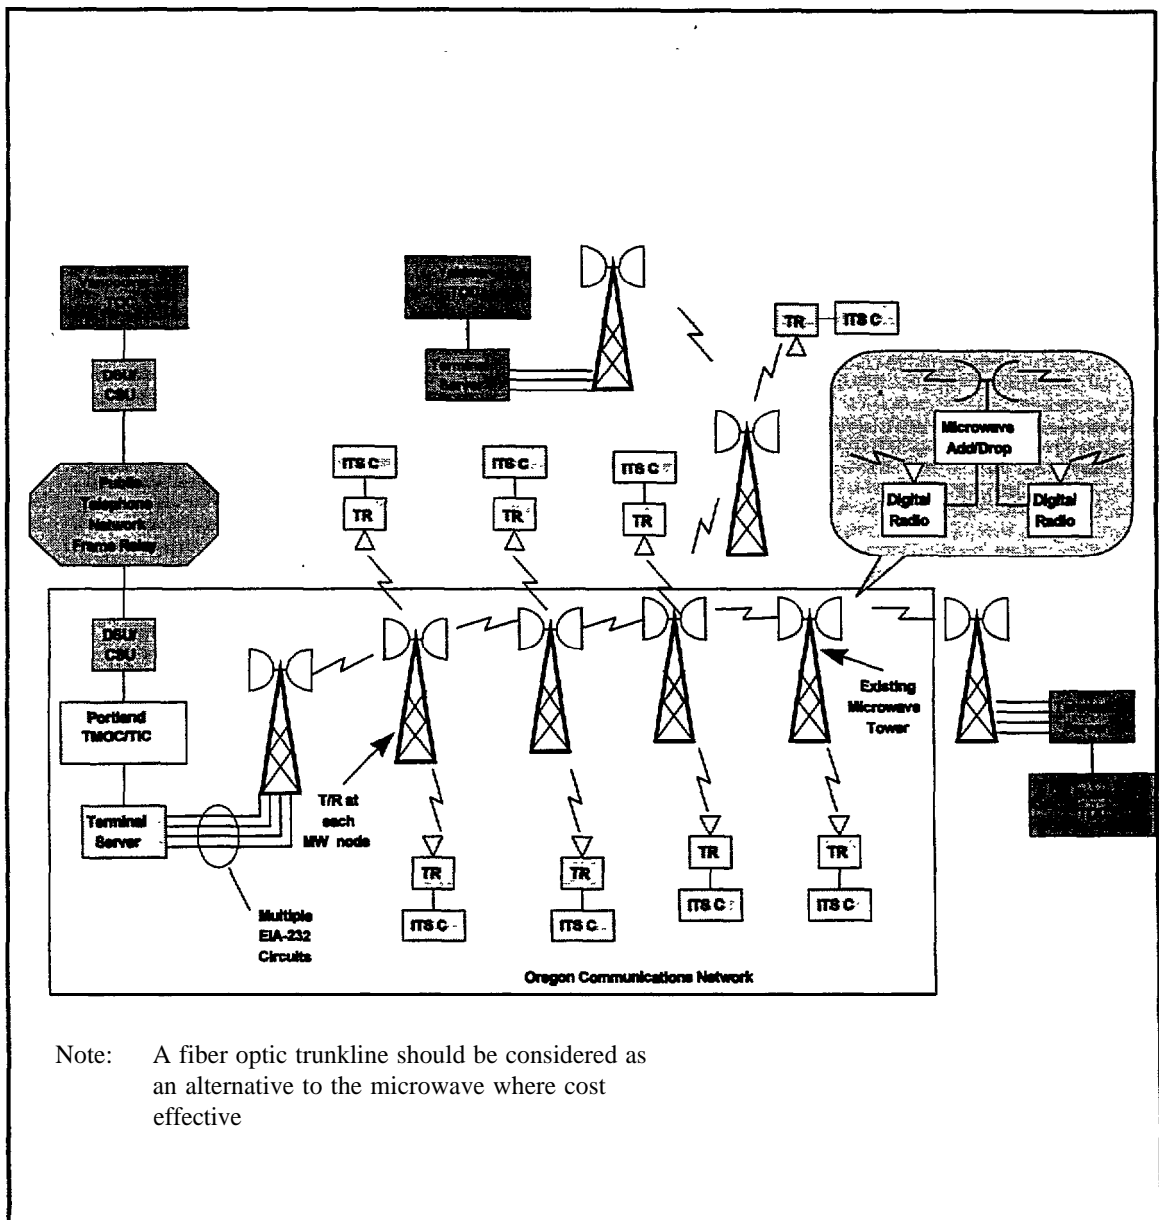 TR
ITS C
Terminal
Server
DSU/
CSU
Microwave
Add/Drop
ITS C
ITS C
ITS C
Public
Telephone
Network
Frame Relay
TR
TR
TR
Digital
Radio
Digital
Radio
DSU/
CSU
Portland
TMOC/TIC
Existing
Microwave
Tower
Terminal
Server
T/R at
each
MW node
TR
TR
TR
TR
ITS C
ITS C
ITS C
ITS C
Multiple
EIA-232
Circuits
Oregon Communications Network
Note: A fiber optic trunkline should be considered as
an alternative to the microwave where cost
effective